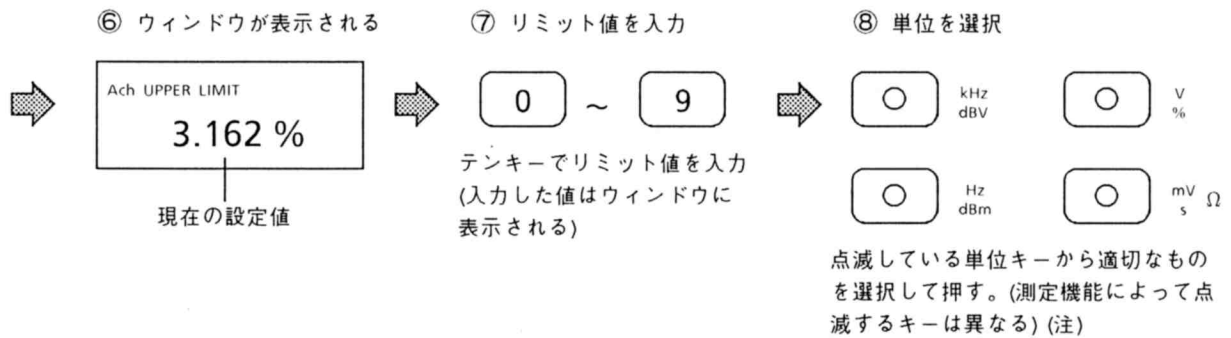 ⑥ ウィンドウが表示される
Ach UPPER LIMIT
3.162 %
現在の設定値
⑦ リミット値を入力
0 ～ 9
テンキーでリミット値を入力
(入力した値はウィンドウに
表示される)
⑧ 単位を選択
kHz
dBV
V
%
Hz
dBm
mV
s
Ω
点滅している単位キーから適切なもの
を選択して押す。(測定機能によって点
滅するキーは異なる) (注)